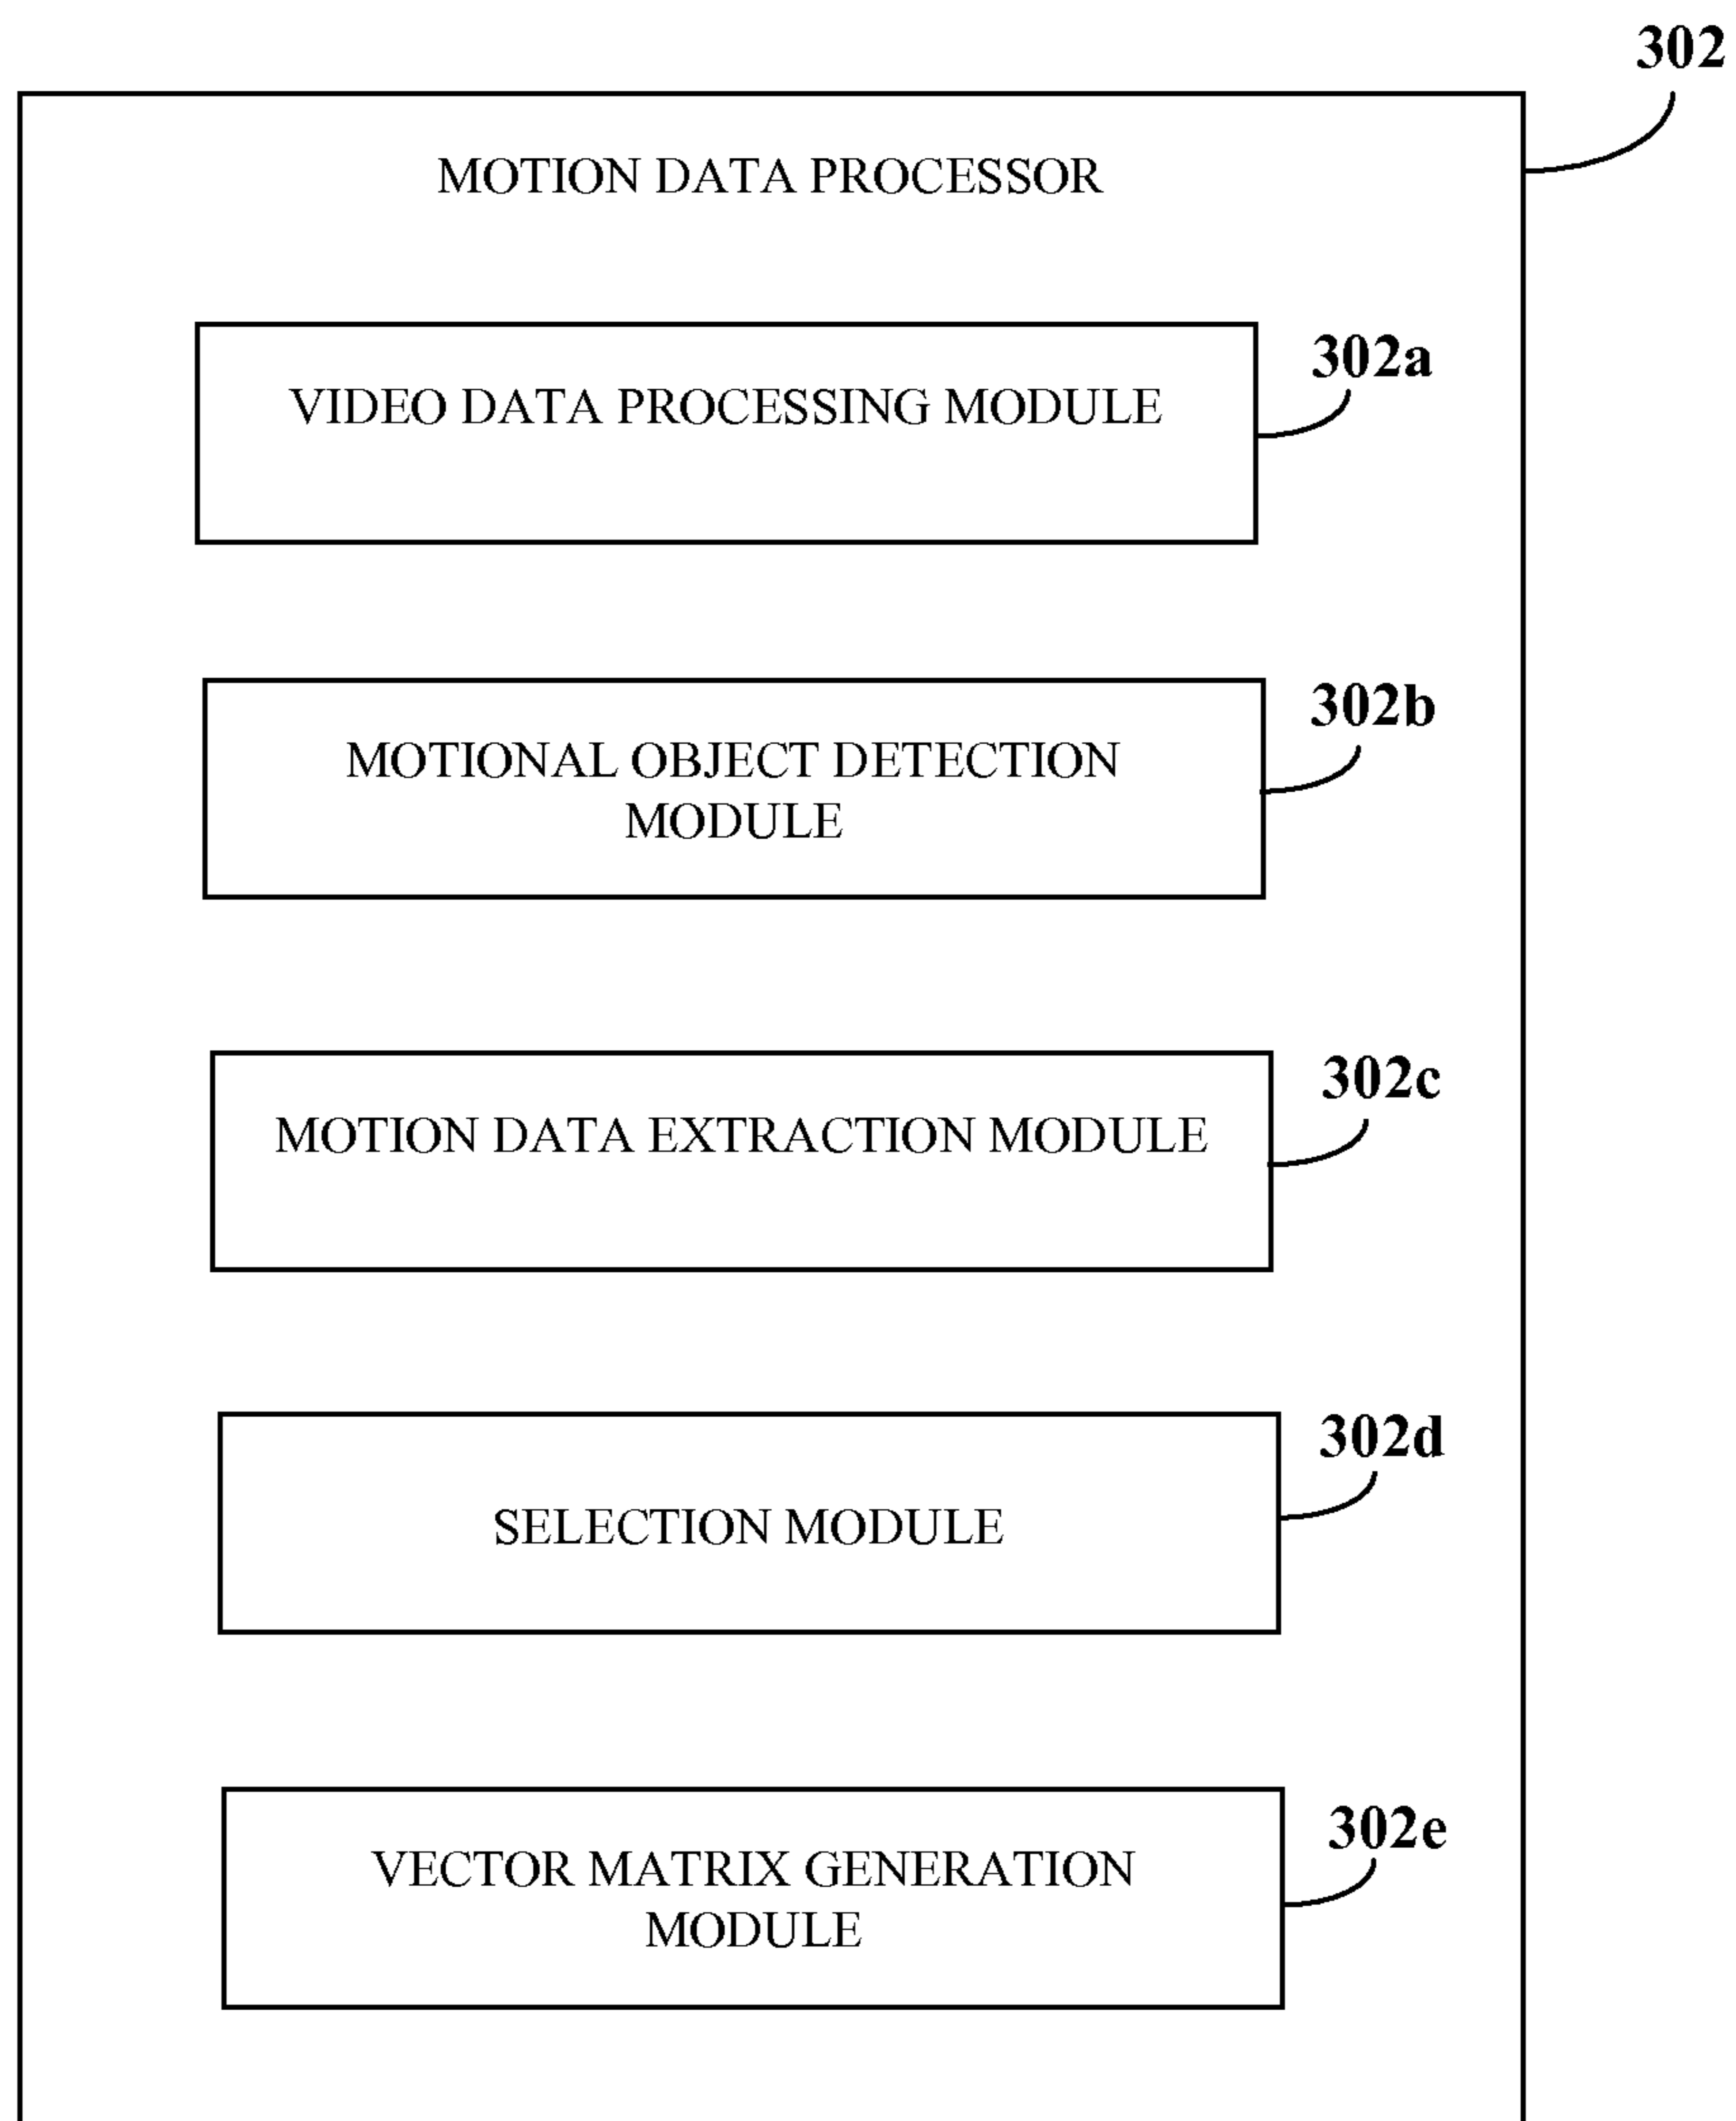 302
MOTION DATA PROCESSOR
302a
VIDEO DATA PROCESSING MODULE
302b
MOTIONAL OBJECT DETECTION
MODULE
302c
MOTION DATA EXTRACTION MODULE
302d
SELECTION MODULE
302e
VECTOR MATRIX GENERATION
MODULE